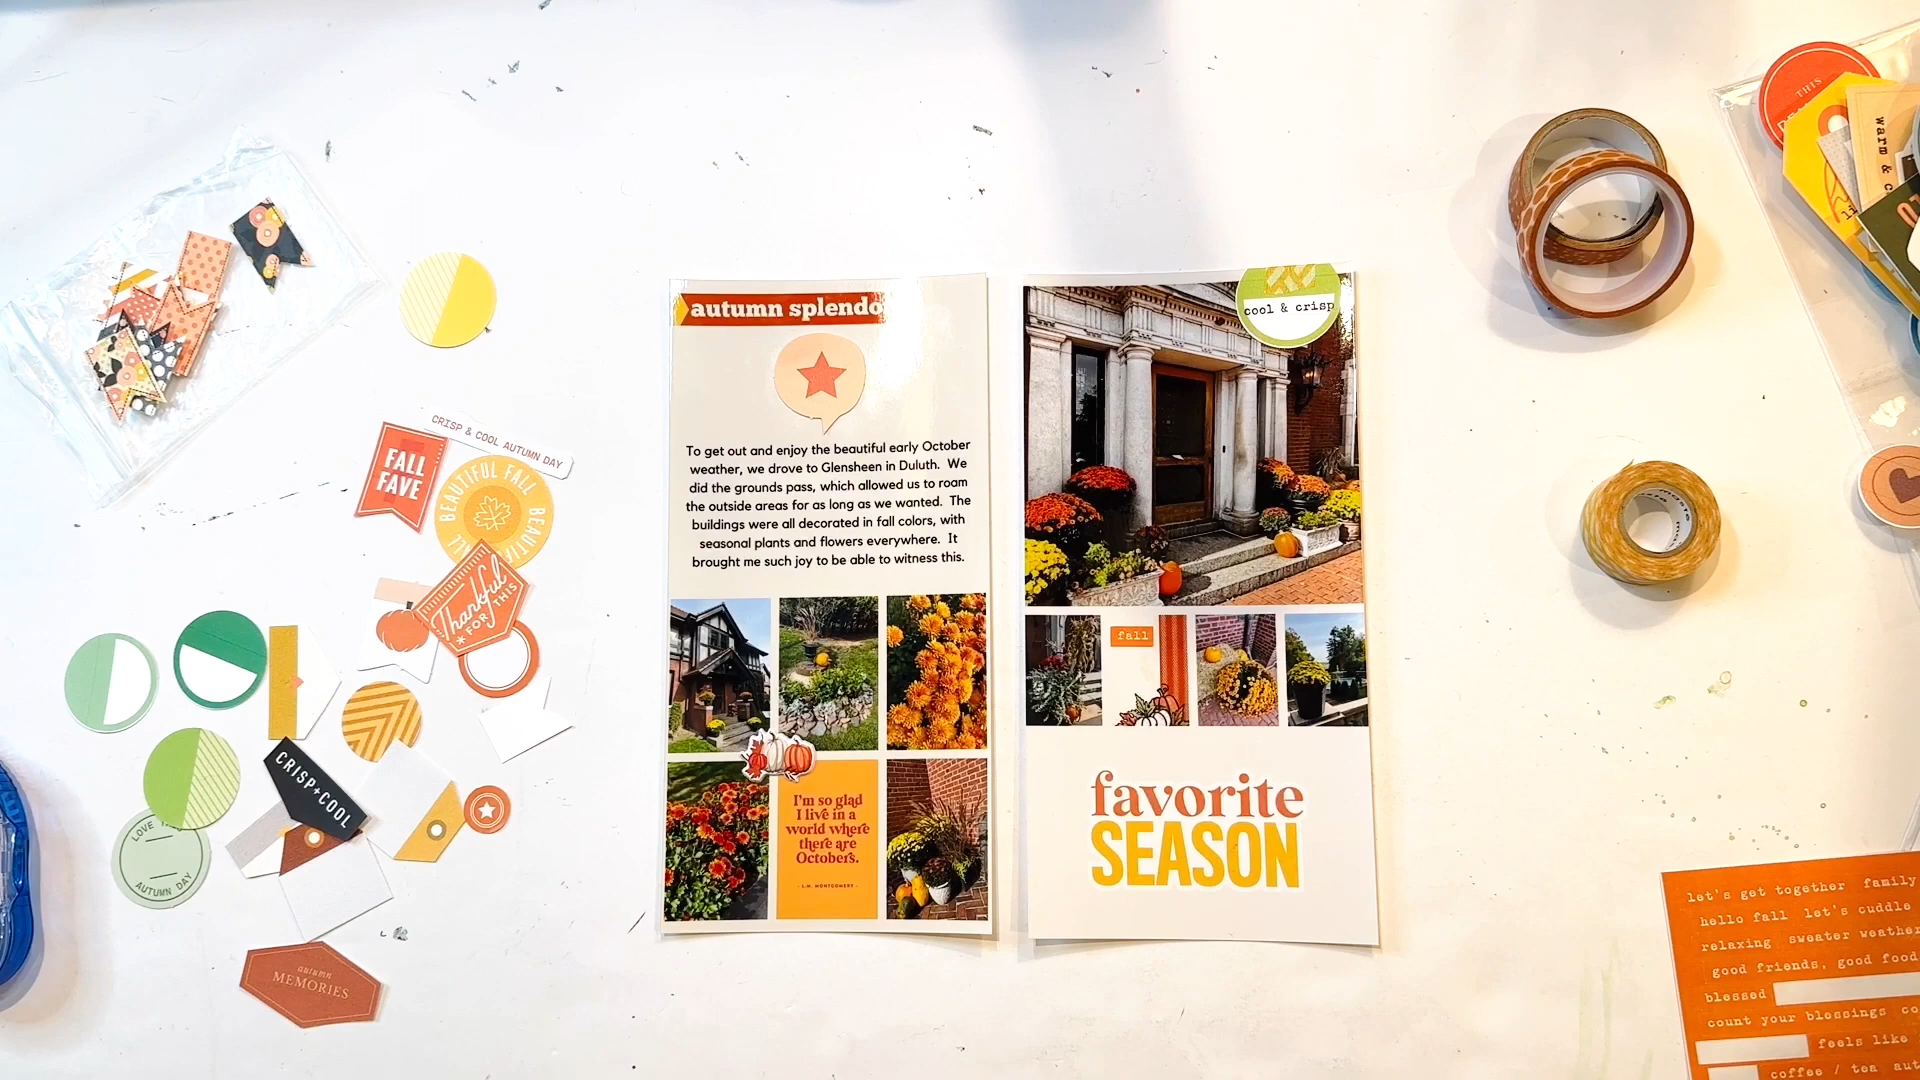 autumn splendo
To get out and enjoy the beautiful early October
weather, we drove to Glensheen in Duluth. We
did the grounds pass, which allowed us to roam
the outside areas for as long as we wanted. The
buildings were all decorated in fall colors, with
seasonal plants and flowers everywhere. It
brought me such joy to be able to witness this.
I'm so glad
I live in a
world where
there are
Octobers.
- L.M. MONTGOMERY -
cool & crisp
fall
favorite
SEASON
CRISP & COOL AUTUMN DAY
FALL
FAVE
BEAUTIFUL FALL
Thankful
*FOR THIS
CRISP+COOL
LOVE
AUTUMN DAY
autumn
MEMORIES
THIS
warm &
let's get together family
hello fall let's cuddle
relaxing sweater weather
good friends, good food
blessed
count your blessings
feels like
coffee / tea